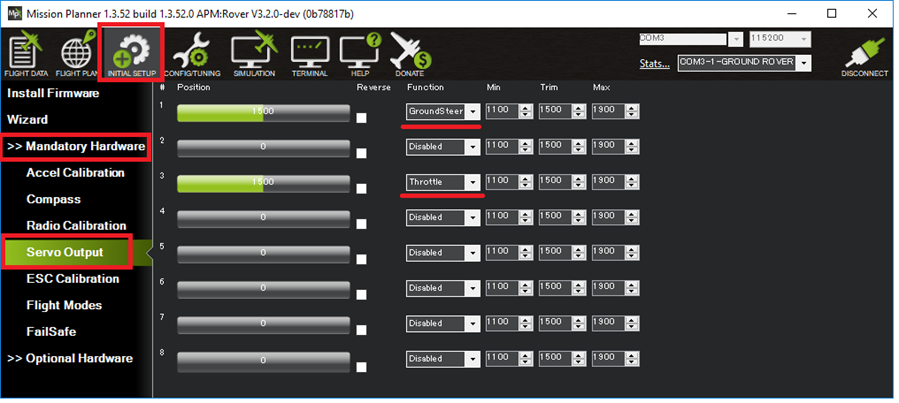 Mission Planner 1.3.52 build 1.3.52.0 APM:Rover V3.2.0-dev (0b78817b)
COM3 115200
Stats... COM3-1-GROUND ROVER
FLIGHT DATA FLIGHT PLAN INITIAL SETUP CONFIG/TUNING SIMULATION TERMINAL HELP DONATE DISCONNECT
Install Firmware
Wizard
>> Mandatory Hardware
Accel Calibration
Compass
Radio Calibration
Servo Output
ESC Calibration
Flight Modes
FailSafe
>> Optional Hardware
# Position Reverse Function Min Trim Max
1 1500 GroundSteer 1100 1500 1900
2 0 Disabled 1100 1500 1900
3 1500 Throttle 1100 1500 1900
4 0 Disabled 1100 1500 1900
5 0 Disabled 1100 1500 1900
6 0 Disabled 1100 1500 1900
7 0 Disabled 1100 1500 1900
8 0 Disabled 1100 1500 1900